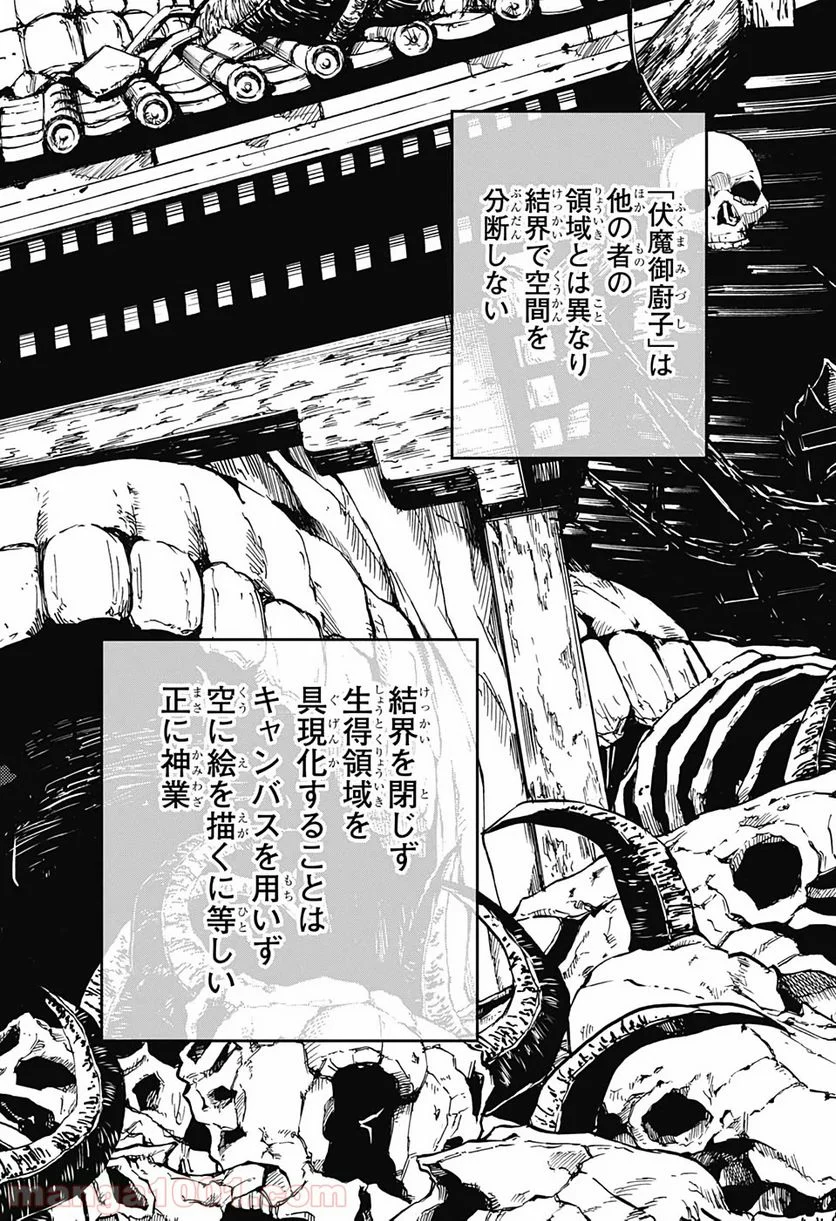 「伏魔御廚子」は
他の者の
領域とは異なり
結界で空間を
分断しない
結界を閉じず
生得領域を
具現化することは
キャンバスを用いず
空に絵を描くに等しい
正に神業
manga1001.com